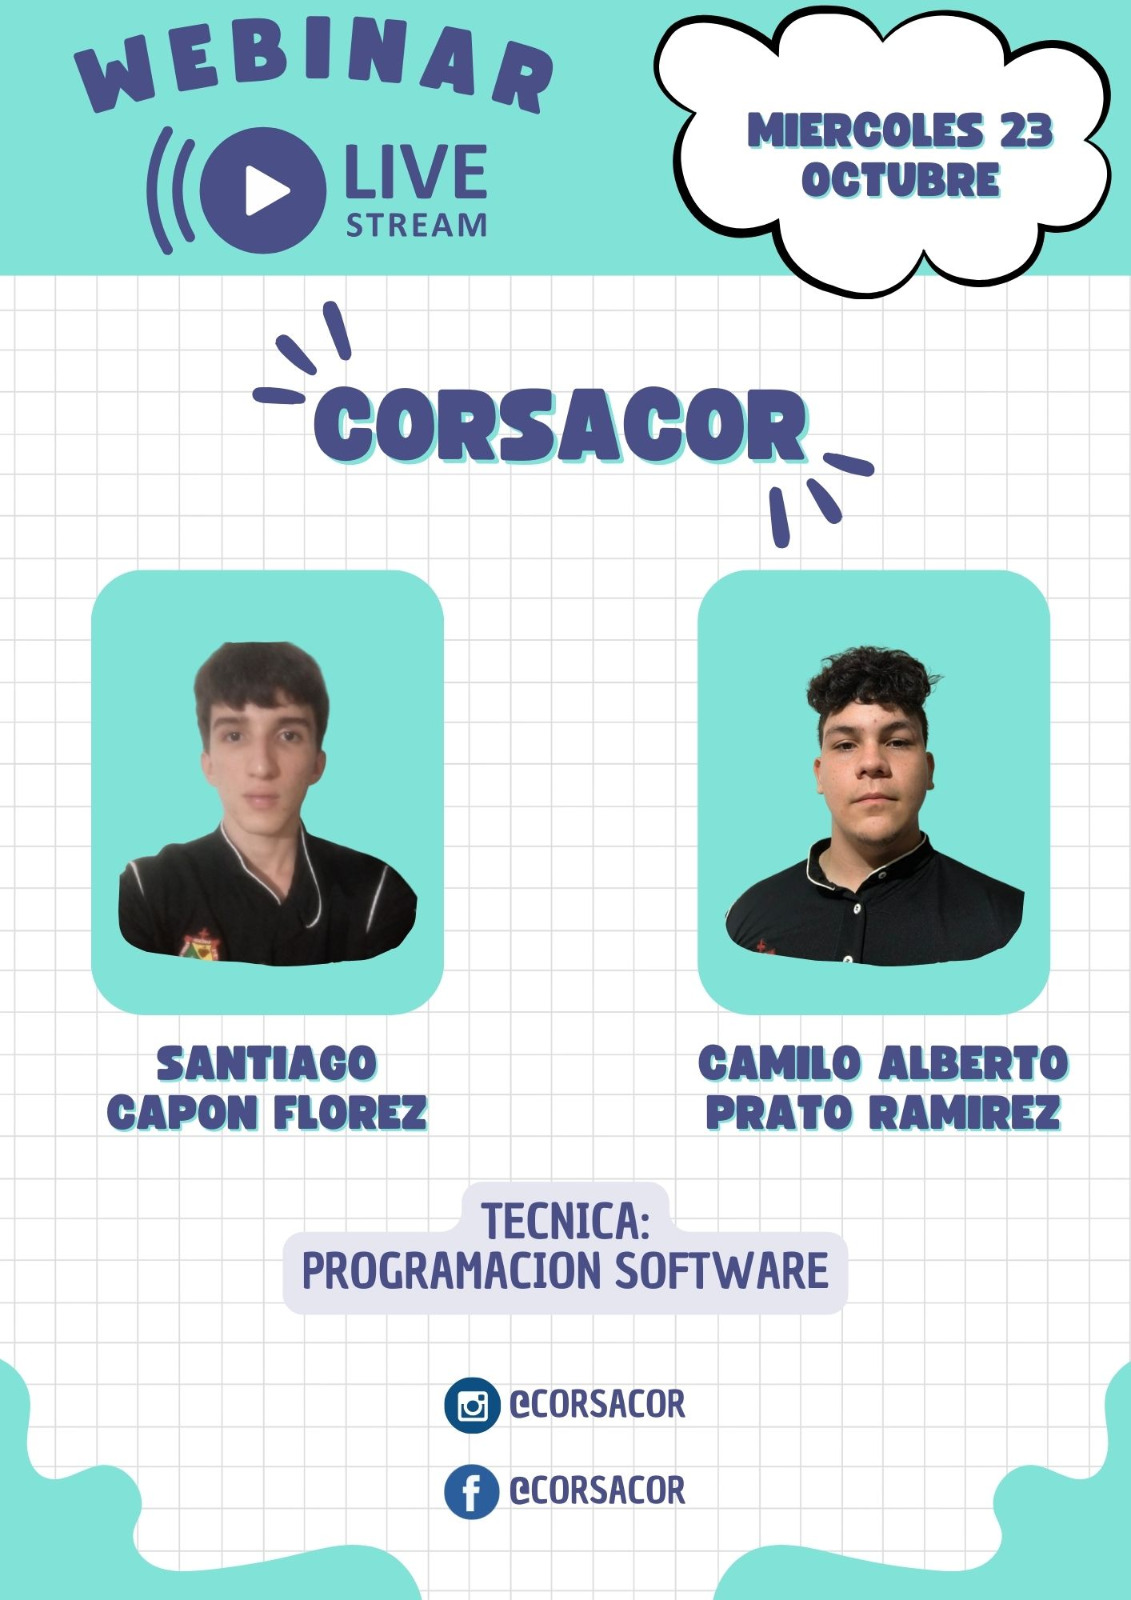 WEBINAR
LIVE
STREAM
MIERCOLES 23
OCTUBRE
CORSACOR
SANTIAGO
CAPON FLOREZ
CAMILO ALBERTO
PRATO RAMIREZ
TECNICA:
PROGRAMACION SOFTWARE
@CORSACOR
@CORSACOR